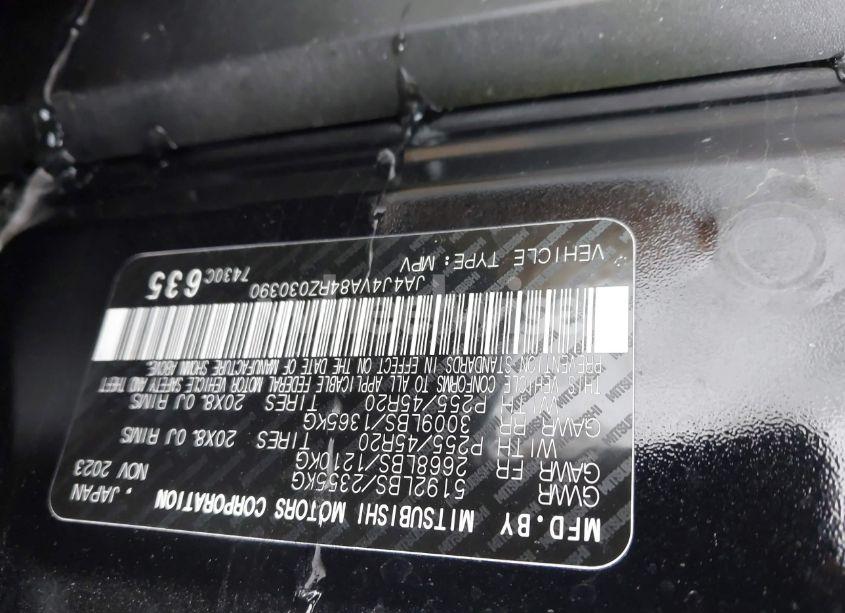 MFD. BY MITSUBISHI MOTORS CORPORATION . JAPAN
GWR 5192LBS/2355KG NOV 2023
GAWR FR 2668LBS/1210KG
WITH P255/45R20 TIRES 20X8.0J RIMS
GAWR RR 3009LBS/1365KG
WITH P255/45R20 TIRES 20X8.0J RIMS
THIS VEHICLE CONFORMS TO ALL APPLICABLE FEDERAL MOTOR VEHICLE SAFETY AND THEFT
PREVENTION STANDARDS IN EFFECT ON THE DATE OF MANUFACTURE SHOWN ABOVE.
JA4J4VA84RZ030390 7430C 635
VEHICLE TYPE: MPV